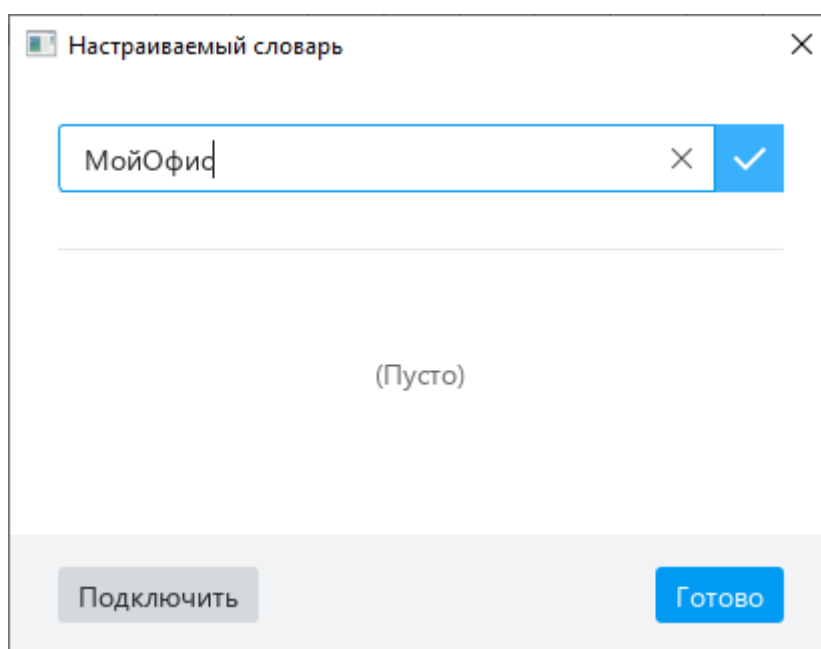 Настраиваемый словарь
МойОфис
(Пусто)
Подключить
Готово